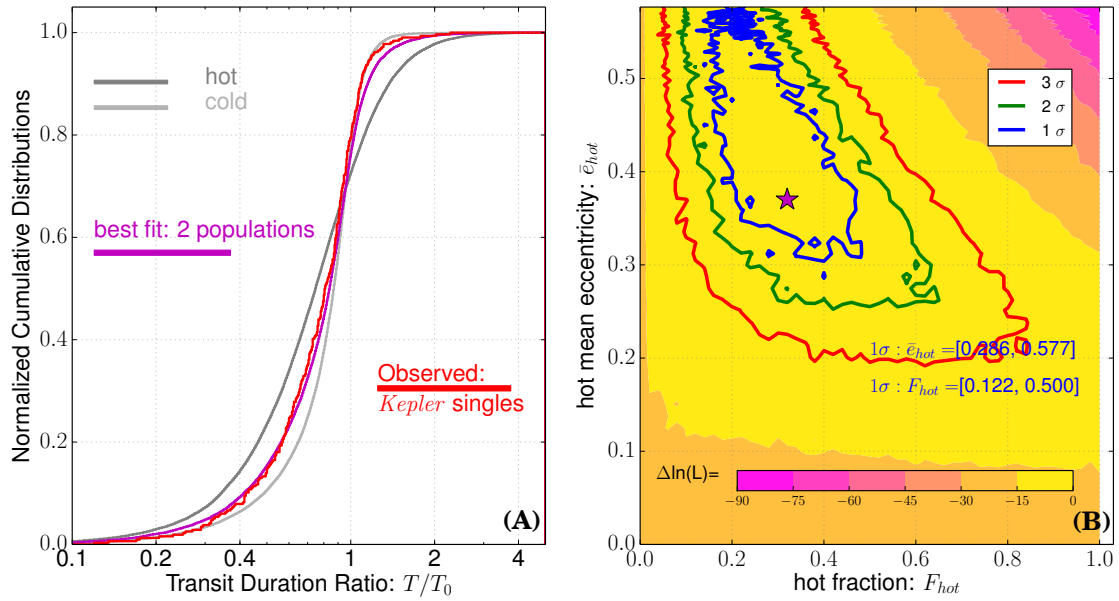 Normalized Cumulative Distributions
1.0
0.8
0.6
0.4
0.2
0.0
hot
cold
best fit: 2 populations
Observed:
Kepler singles
(A)
0.1 0.2 0.4 1 2 4
Transit Duration Ratio: T/T₀
hot mean eccentricity: ē_hot
0.5
0.4
0.3
0.2
0.1
0.0
3 σ
2 σ
1 σ
1σ : ē_hot =[0.286, 0.577]
1σ : F_hot =[0.122, 0.500]
Δln(L)=
−90 −75 −60 −45 −30 −15 0
(B)
0.0 0.2 0.4 0.6 0.8 1.0
hot fraction: F_hot